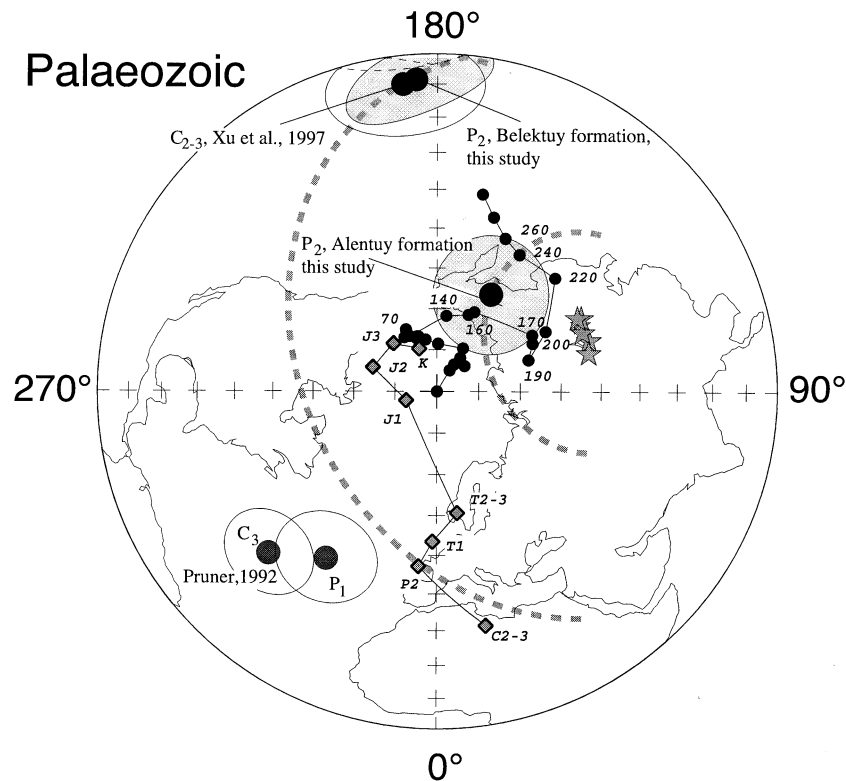 180°
Palaeozoic
C2-3, Xu et al., 1997
P2, Belektuy formation,
this study
260
P2, Alentuy formation
this study
240
220
140
70
160
170
J3
200
J2
K
190
270°
90°
J1
T2-3
C3
T1
Pruner,1992
P1
P2
C2-3
0°